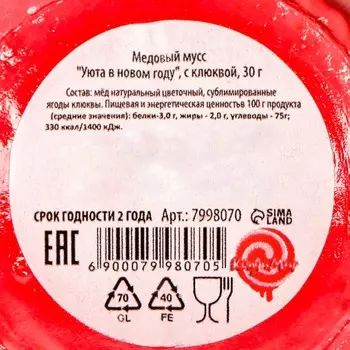 Медовый мусс
"Уюта в новом году", с клюквой, 30 г
Состав: мёд натуральный цветочный, сублимированные
ягоды клюквы. Пищевая и энергетическая ценностьв 100 г продукта
(средние значения): белки-3,0 г, жиры - 2,0 г, углеводы - 75г;
330 ккал/1400 кДж.
СРОК ГОДНОСТИ 2 ГОДА Арт.: 7998070 SIMA
LAND
EAC
6 900079 980705
70 40
GL FE